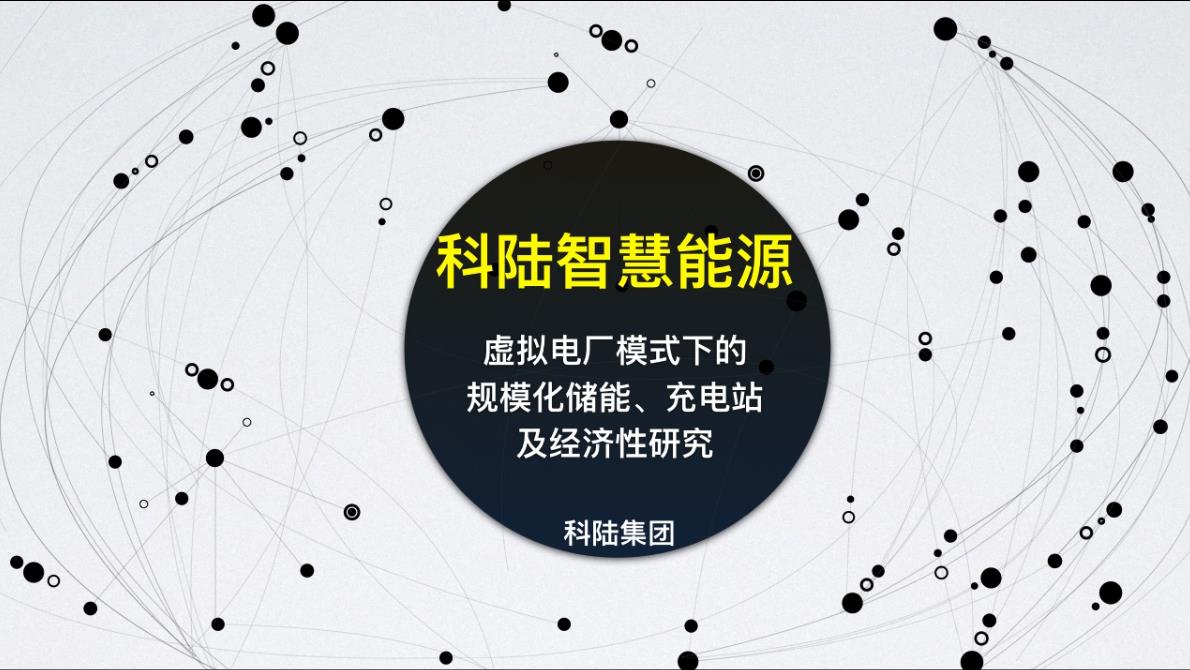 科陆智慧能源
虚拟电厂模式下的
规模化储能、充电站
及经济性研究
科陆集团